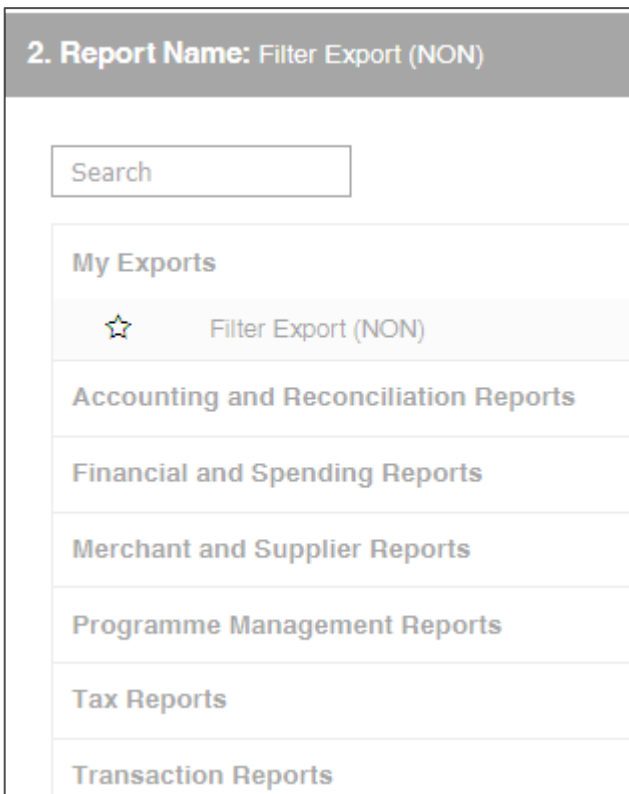 2. Report Name: Filter Export (NON)
Search
My Exports
Filter Export (NON)
Accounting and Reconciliation Reports
Financial and Spending Reports
Merchant and Supplier Reports
Programme Management Reports
Tax Reports
Transaction Reports